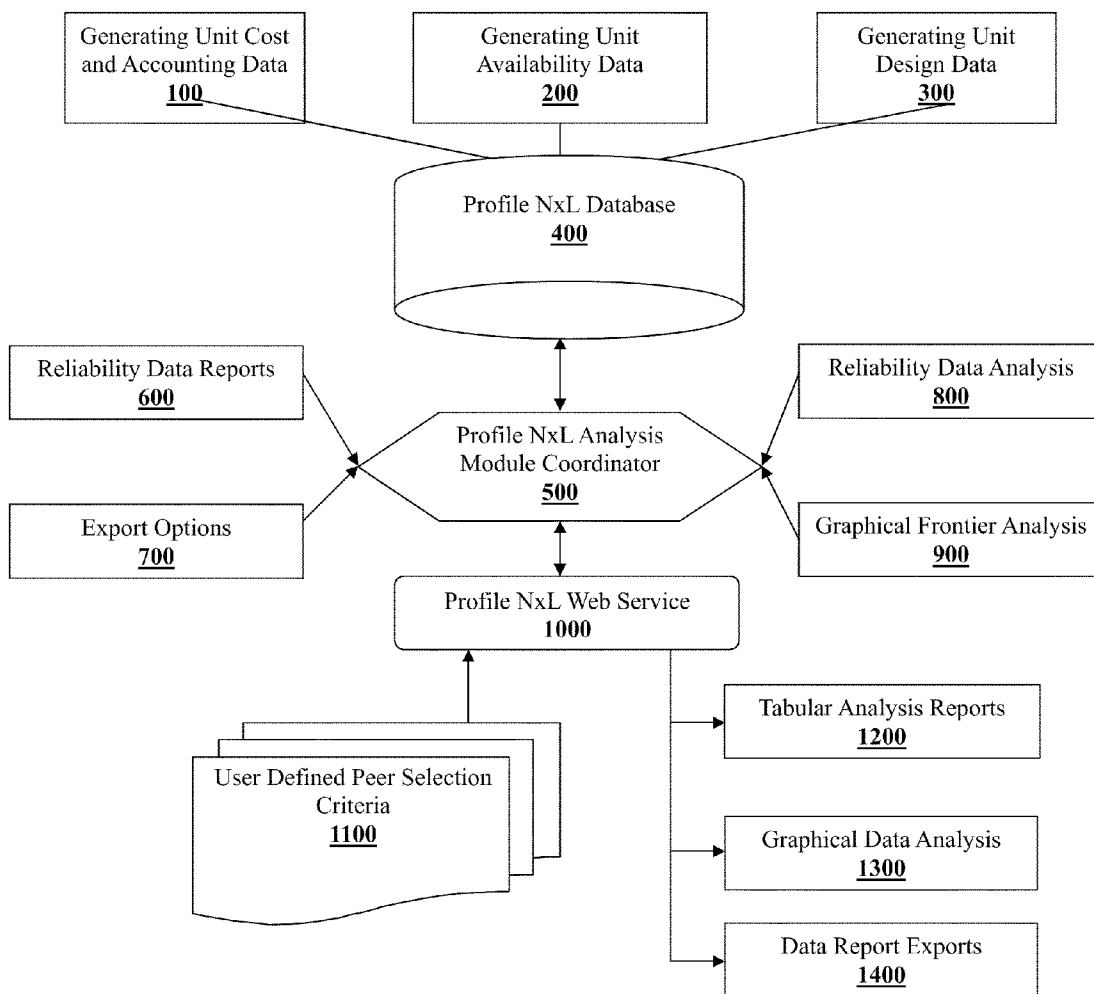 Generating Unit Cost
and Accounting Data
100
Generating Unit
Availability Data
200
Generating Unit
Design Data
300
Profile NxL Database
400
Reliability Data Reports
600
Reliability Data Analysis
800
Profile NxL Analysis
Module Coordinator
500
Export Options
700
Graphical Frontier Analysis
900
Profile NxL Web Service
1000
User Defined Peer Selection
Criteria
1100
Tabular Analysis Reports
1200
Graphical Data Analysis
1300
Data Report Exports
1400